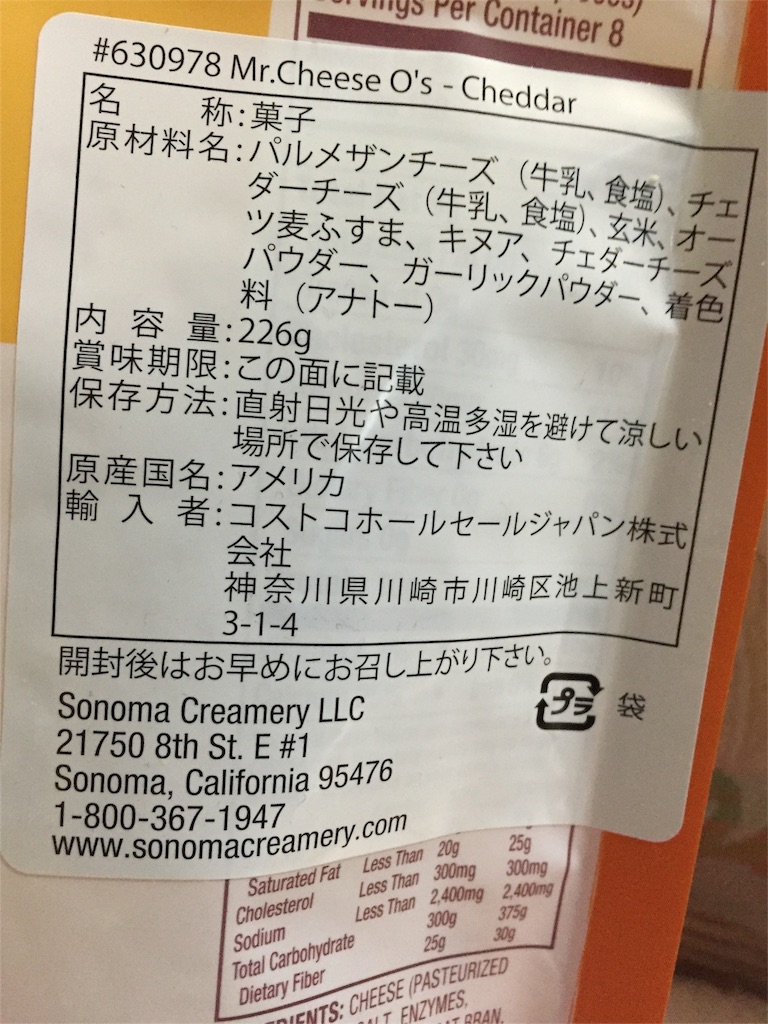 Servings Per Container 8
#630978 Mr.Cheese O's - Cheddar
名 称:菓子
原材料名:パルメザンチーズ（牛乳、食塩)、チェ
ダーチーズ（牛乳、食塩)、玄米、オー
ツ麦ふすま、キヌア、チェダーチーズ
パウダー、ガーリックパウダー、着色
料（アナトー）
内 容 量:226g
賞味期限:この面に記載
保存方法:直射日光や高温多湿を避けて涼しい
場所で保存して下さい
原産国名:アメリカ
輸 入 者:コストコホールセールジャパン株式
会社
神奈川県川崎市川崎区池上新町
3-1-4
開封後はお早めにお召し上がり下さい。
プラ 袋
Sonoma Creamery LLC
21750 8th St. E #1
Sonoma, California 95476
1-800-367-1947
www.sonomacreamery.com
Saturated Fat Less Than 20g 25g
Cholesterol Less Than 300mg 300mg
Sodium Less Than 2,400mg 2,400mg
Total Carbohydrate 300g 375g
Dietary Fiber 25g 30g
CHEESE (PASTEURIZED
ENZYMES,
BRAN,